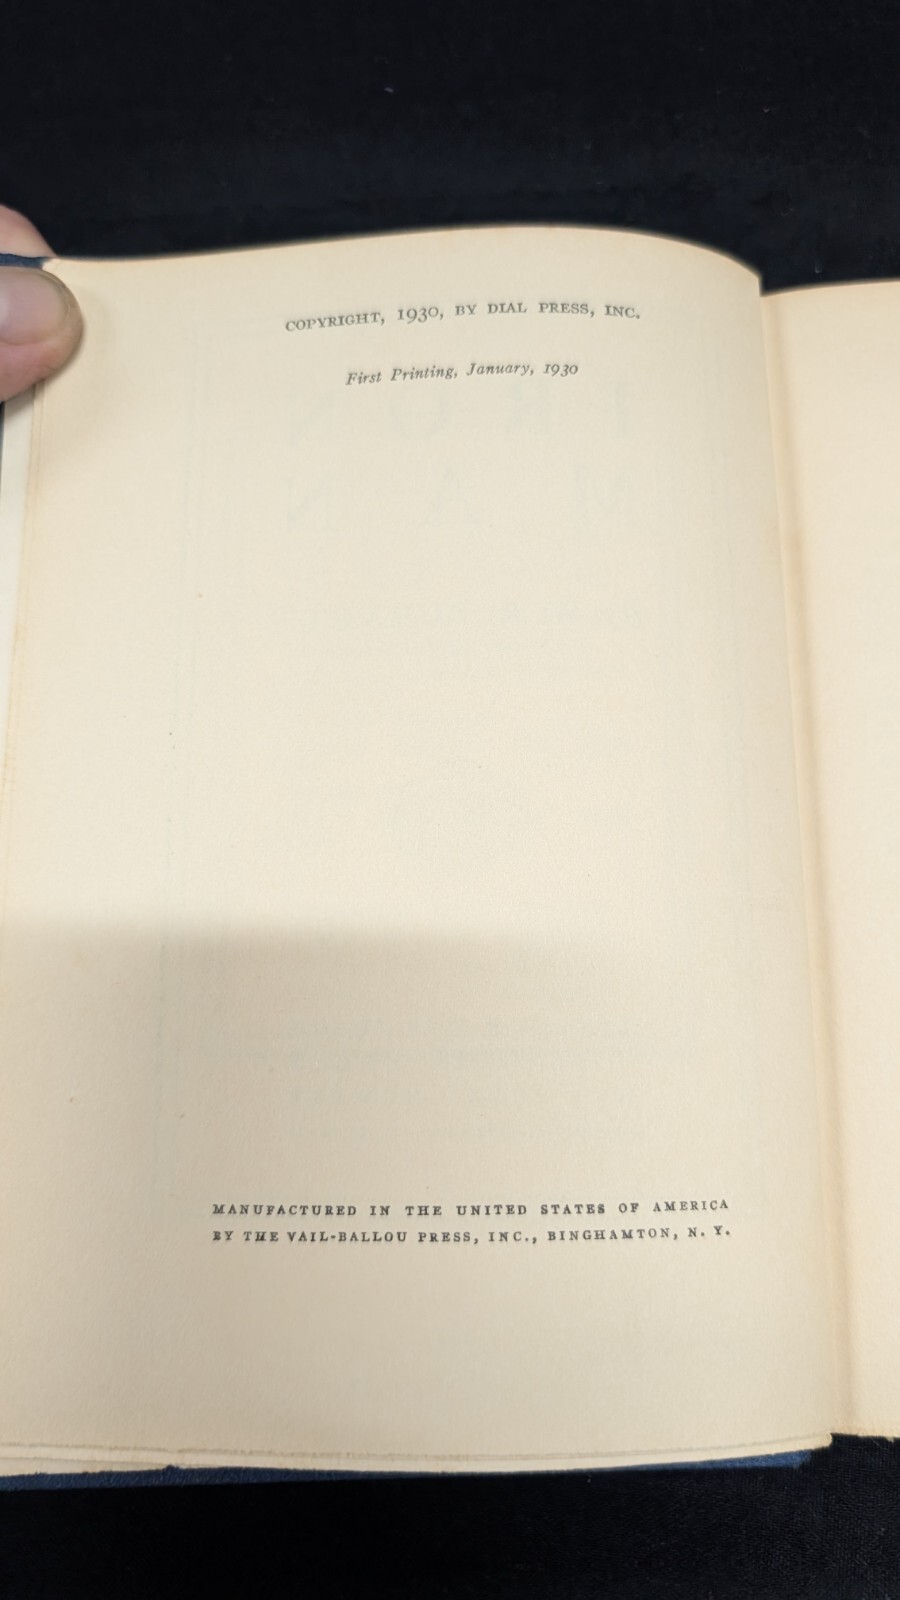 COPYRIGHT, 1930, BY DIAL PRESS, INC.
First Printing, January, 1930
MANUFACTURED IN THE UNITED STATES OF AMERICA
BY THE VAIL-BALLOU PRESS, INC., BINGHAMTON, N. Y.